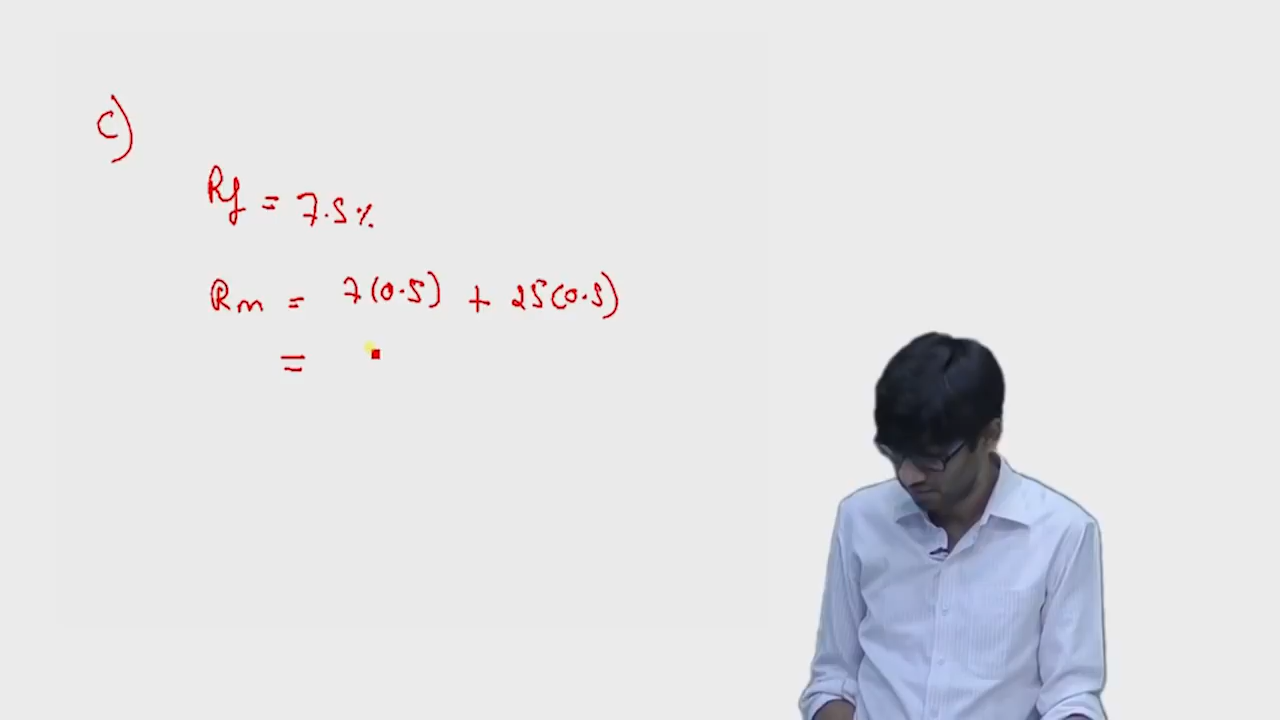 C)
Rf = 7.5%
Rm = 7(0.5) + 25(0.5)
=